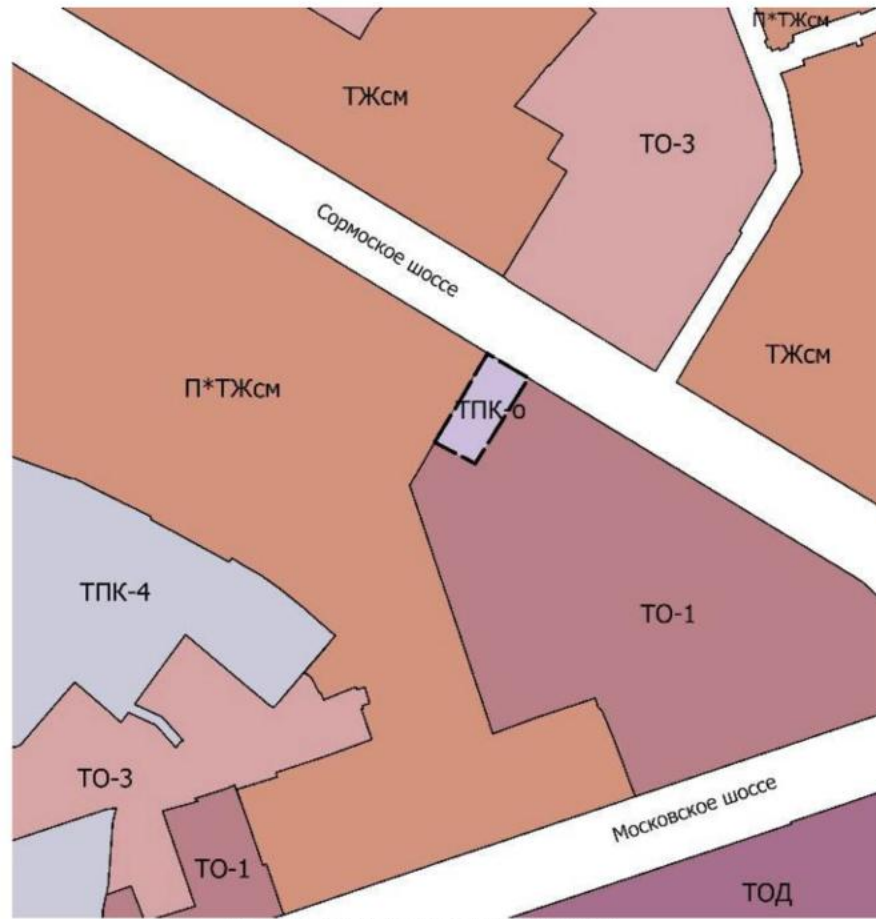 П*ТЖсм
ТЖсм
ТО-3
Сормоское шоссе
ТЖсм
П*ТЖсм
ТПК-о
ТПК-4
ТО-1
ТО-3
Московское шоссе
ТО-1
ТОД